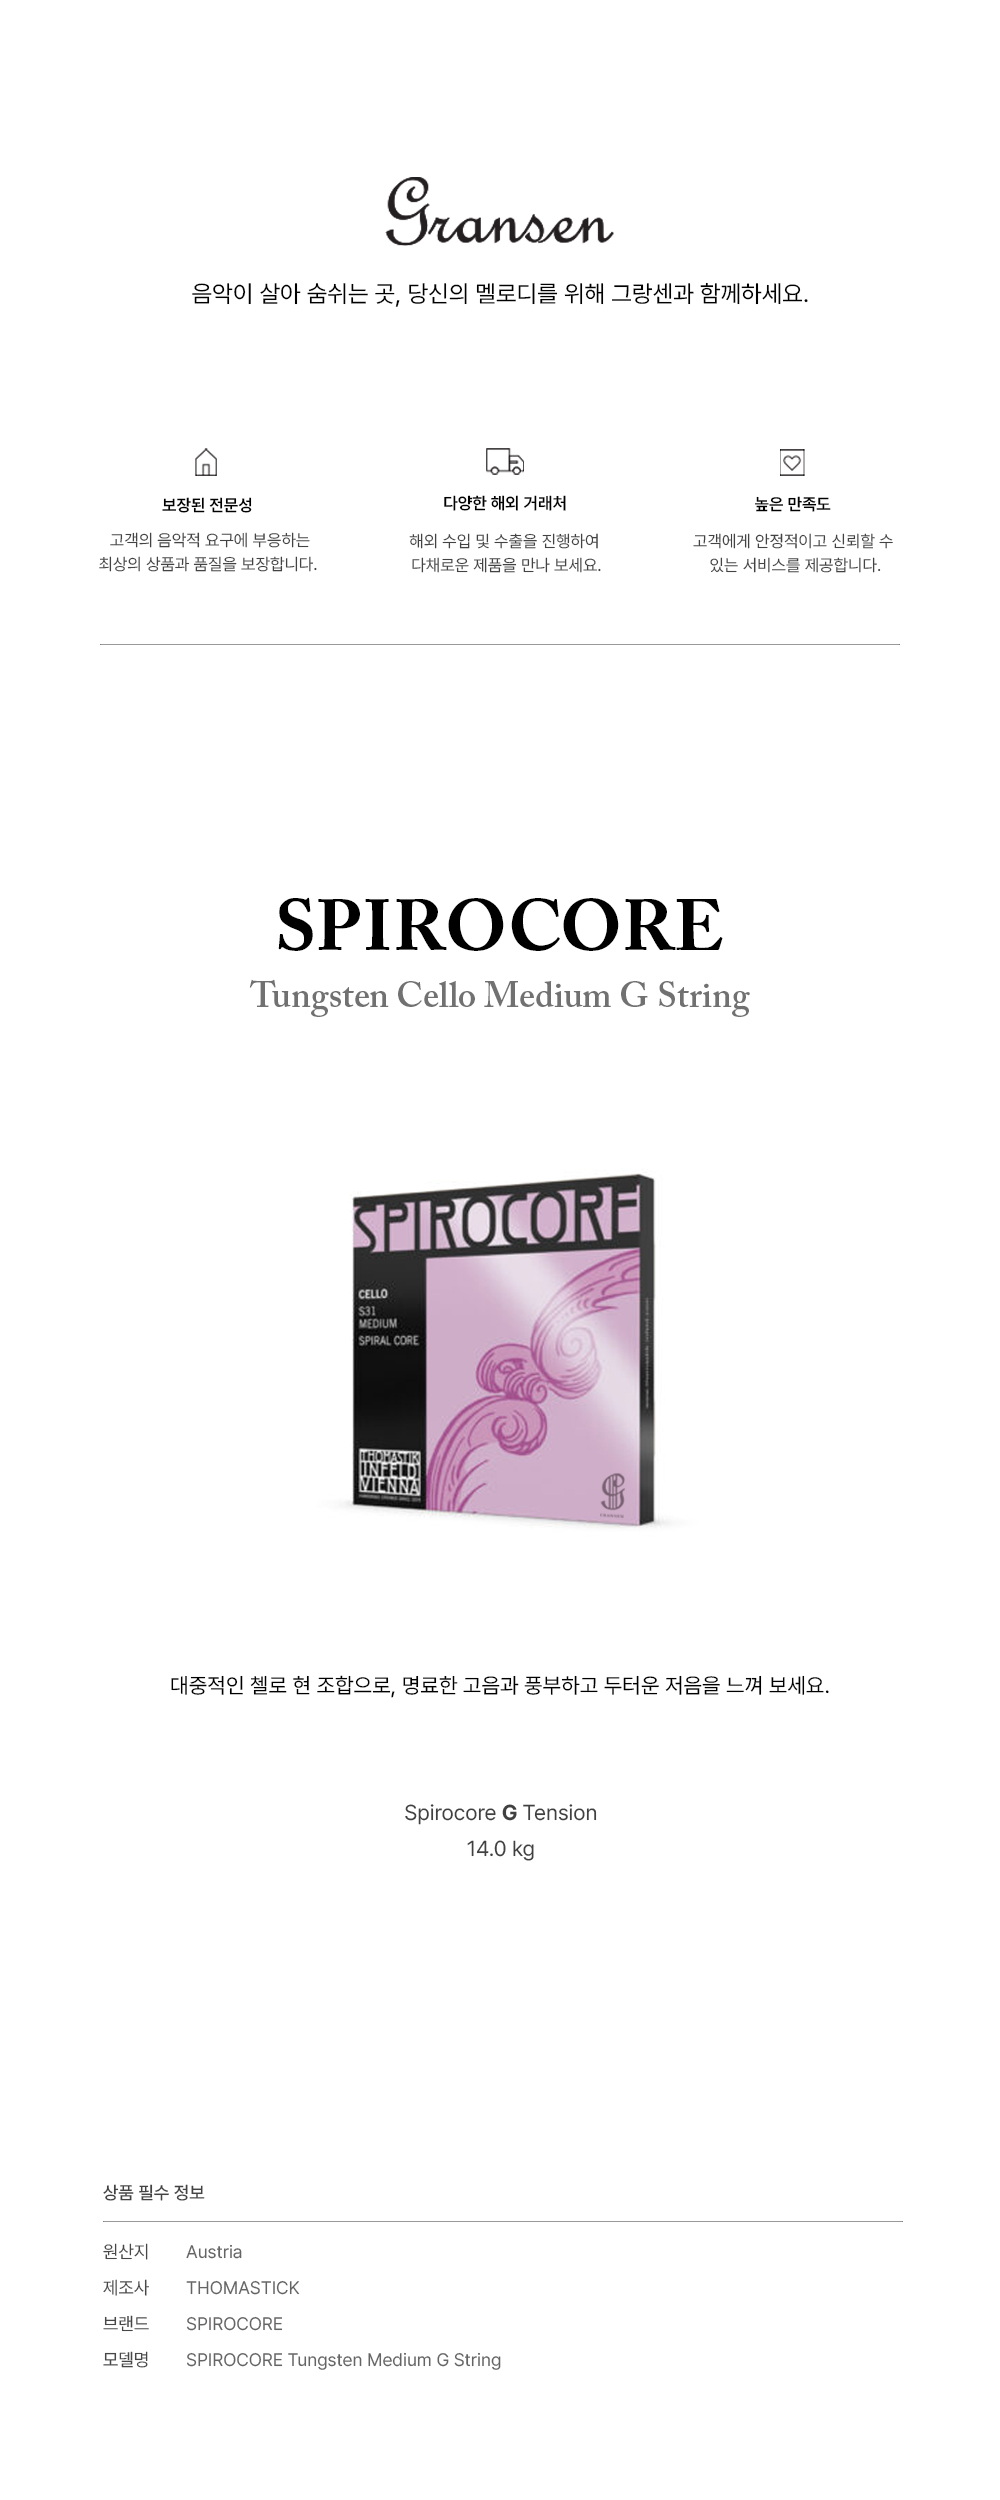 Gransen
음악이 살아 숨쉬는 곳, 당신의 멜로디를 위해 그랑센과 함께하세요.
보장된 전문성
고객의 음악적 요구에 부응하는
최상의 상품과 품질을 보장합니다.
다양한 해외 거래처
해외 수입 및 수출을 진행하여
다채로운 제품을 만나 보세요.
높은 만족도
고객에게 안정적이고 신뢰할 수
있는 서비스를 제공합니다.
SPIROCORE
Tungsten Cello Medium G String
SPIROCORE
CELLO
S31
MEDIUM
SPIRAL CORE
THOMASTIK
INFELD
VIENNA
GRANSEN
대중적인 첼로 현 조합으로, 명료한 고음과 풍부하고 두터운 저음을 느껴 보세요.
Spirocore G Tension
14.0 kg
상품 필수 정보
원산지 Austria
제조사 THOMASTICK
브랜드 SPIROCORE
모델명 SPIROCORE Tungsten Medium G String